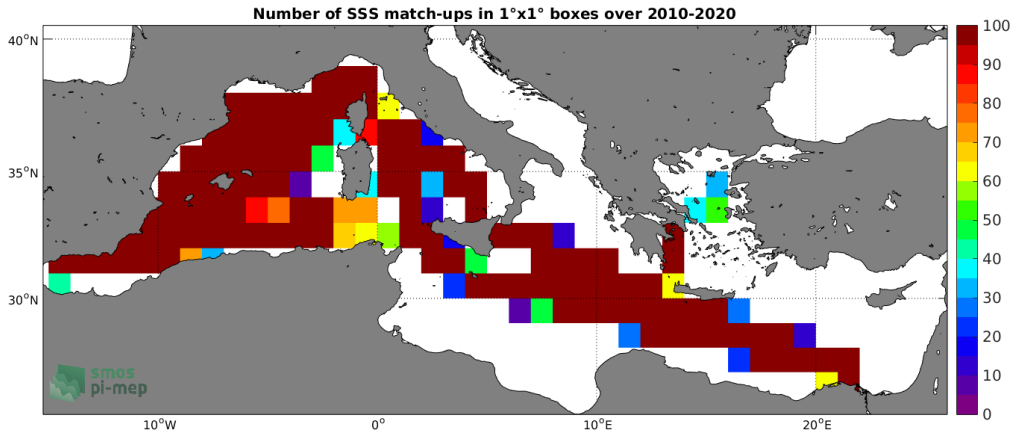 Number of SSS match-ups in 1°x1° boxes over 2010-2020
40°N
35°N
30°N
10°W
0°
10°E
20°E
100
90
80
70
60
50
40
30
20
10
0
smos
pi-mep